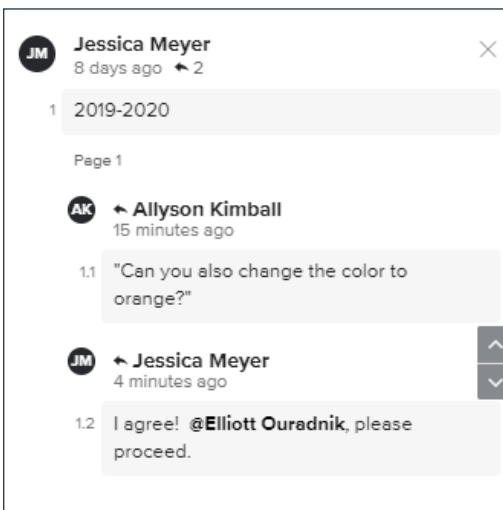 JM Jessica Meyer
8 days ago 2
1 2019-2020
Page 1
AK Allyson Kimball
15 minutes ago
1.1 "Can you also change the color to
orange?"
JM Jessica Meyer
4 minutes ago
1.2 I agree! @Elliott Ouradnik, please
proceed.